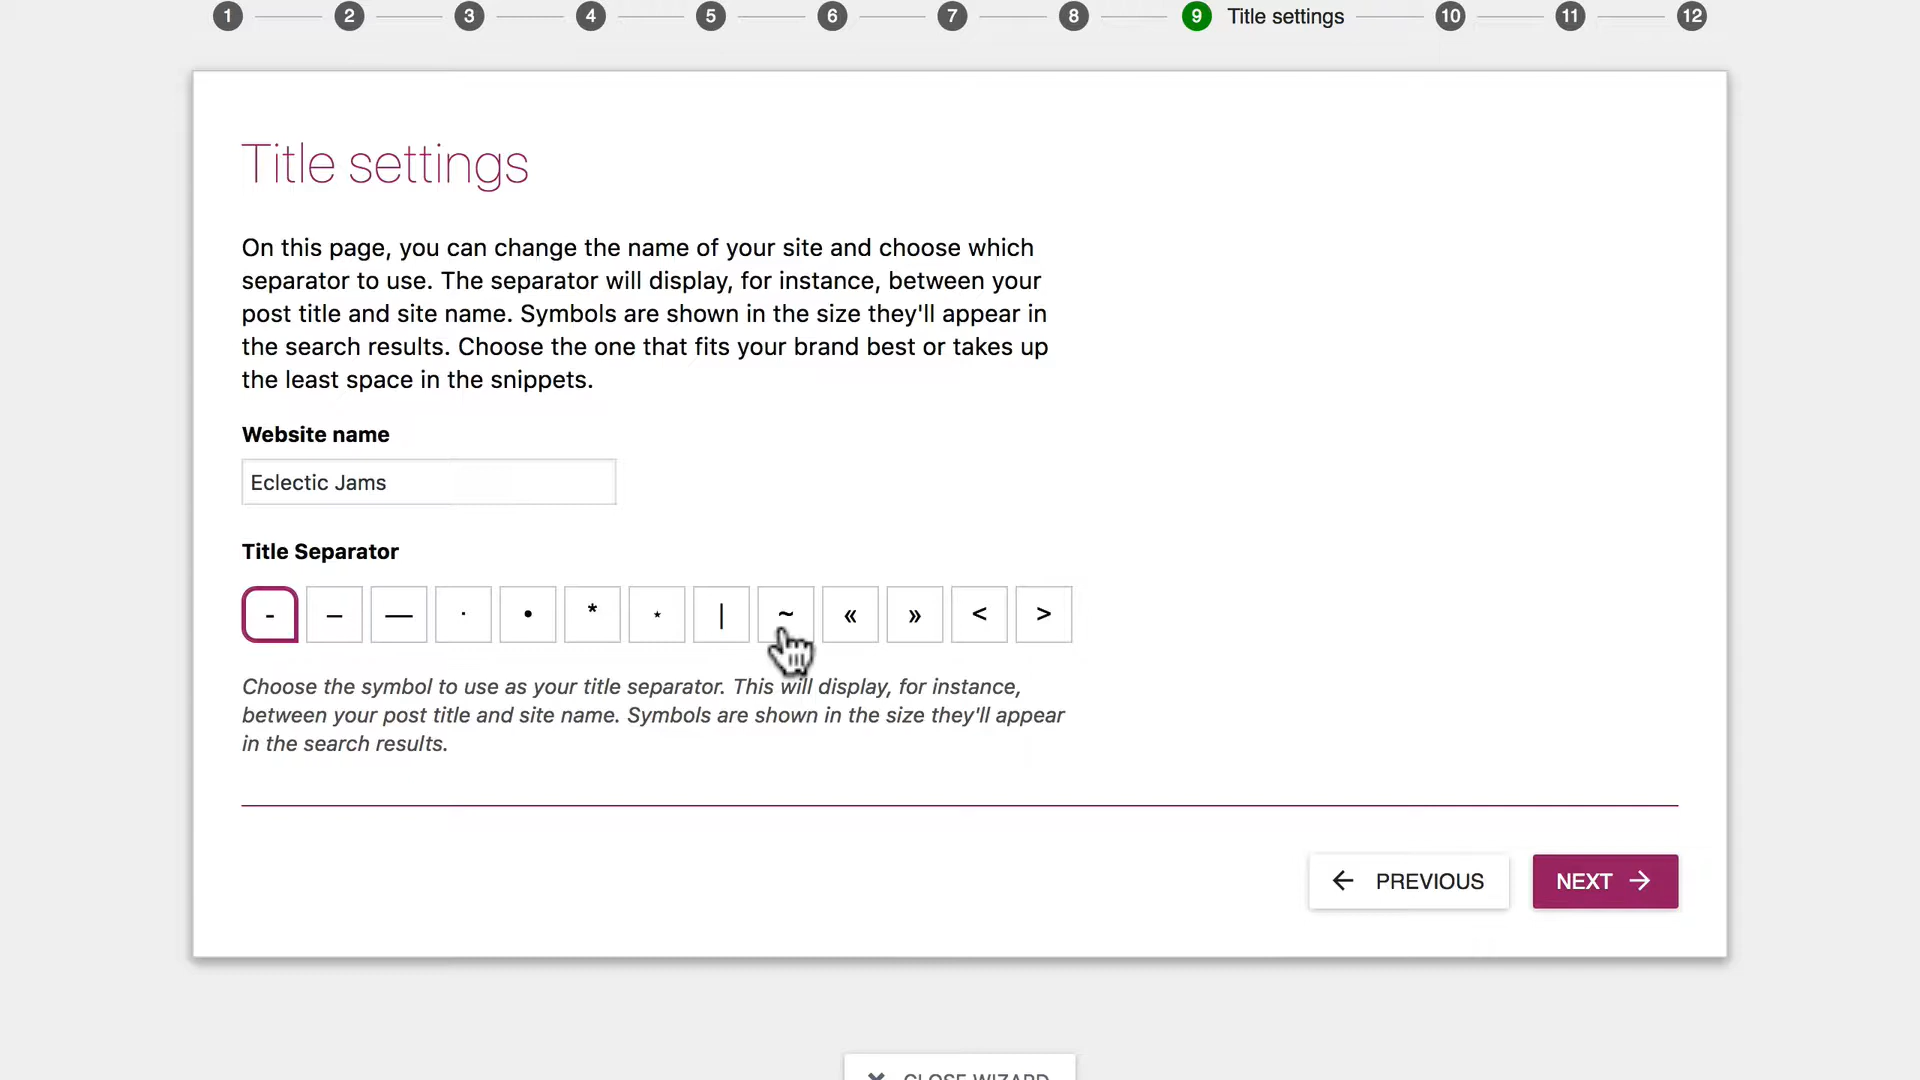 1 2 3 4 5 6 7 8 9 Title settings 10 11 12
Title settings
On this page, you can change the name of your site and choose which
separator to use. The separator will display, for instance, between your
post title and site name. Symbols are shown in the size they'll appear in
the search results. Choose the one that fits your brand best or takes up
the least space in the snippets.
Website name
Eclectic Jams
Title Separator
- – — · • * ⋆ | ~ « » < >
Choose the symbol to use as your title separator. This will display, for instance,
between your post title and site name. Symbols are shown in the size they'll appear
in the search results.
← PREVIOUS NEXT →
CLOSE WIZARD